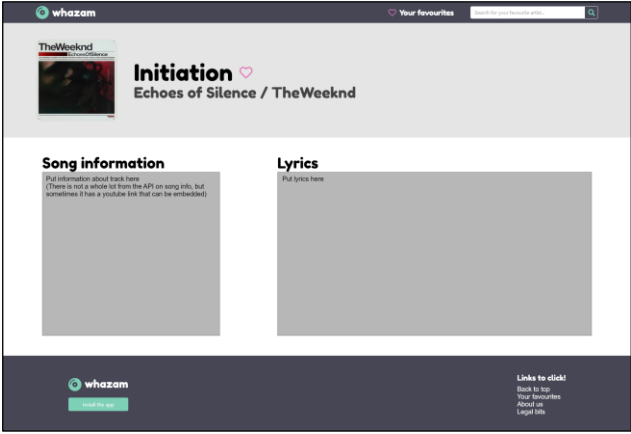 whazam
Your favourites
Search for your favourite artist..
TheWeeknd
EchoesOfSilence
Initiation
Echoes of Silence / TheWeeknd
Song information
Lyrics
Put information about track here
(There is not a whole lot from the API on song info, but
sometimes it has a youtube link that can be embedded)
Put lyrics here
whazam
Install the app
Links to click!
Back to top
Your favourites
About us
Legal bits